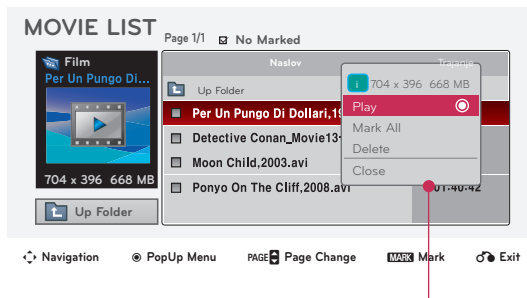 MOVIE LIST
Page 1/1 No Marked
Film
Per Un Pungo Di...
704 x 396 668 MB
Up Folder
Naslov Trajanje
Up Folder
Per Un Pungo Di Dollari,19
Detective Conan_Movie13-
Moon Child,2003.avi
Ponyo On The Cliff,2008.avi 01:40:42
i 704 x 396 668 MB
Play
Mark All
Delete
Close
Navigation PopUp Menu PAGE Page Change MARK Mark Exit